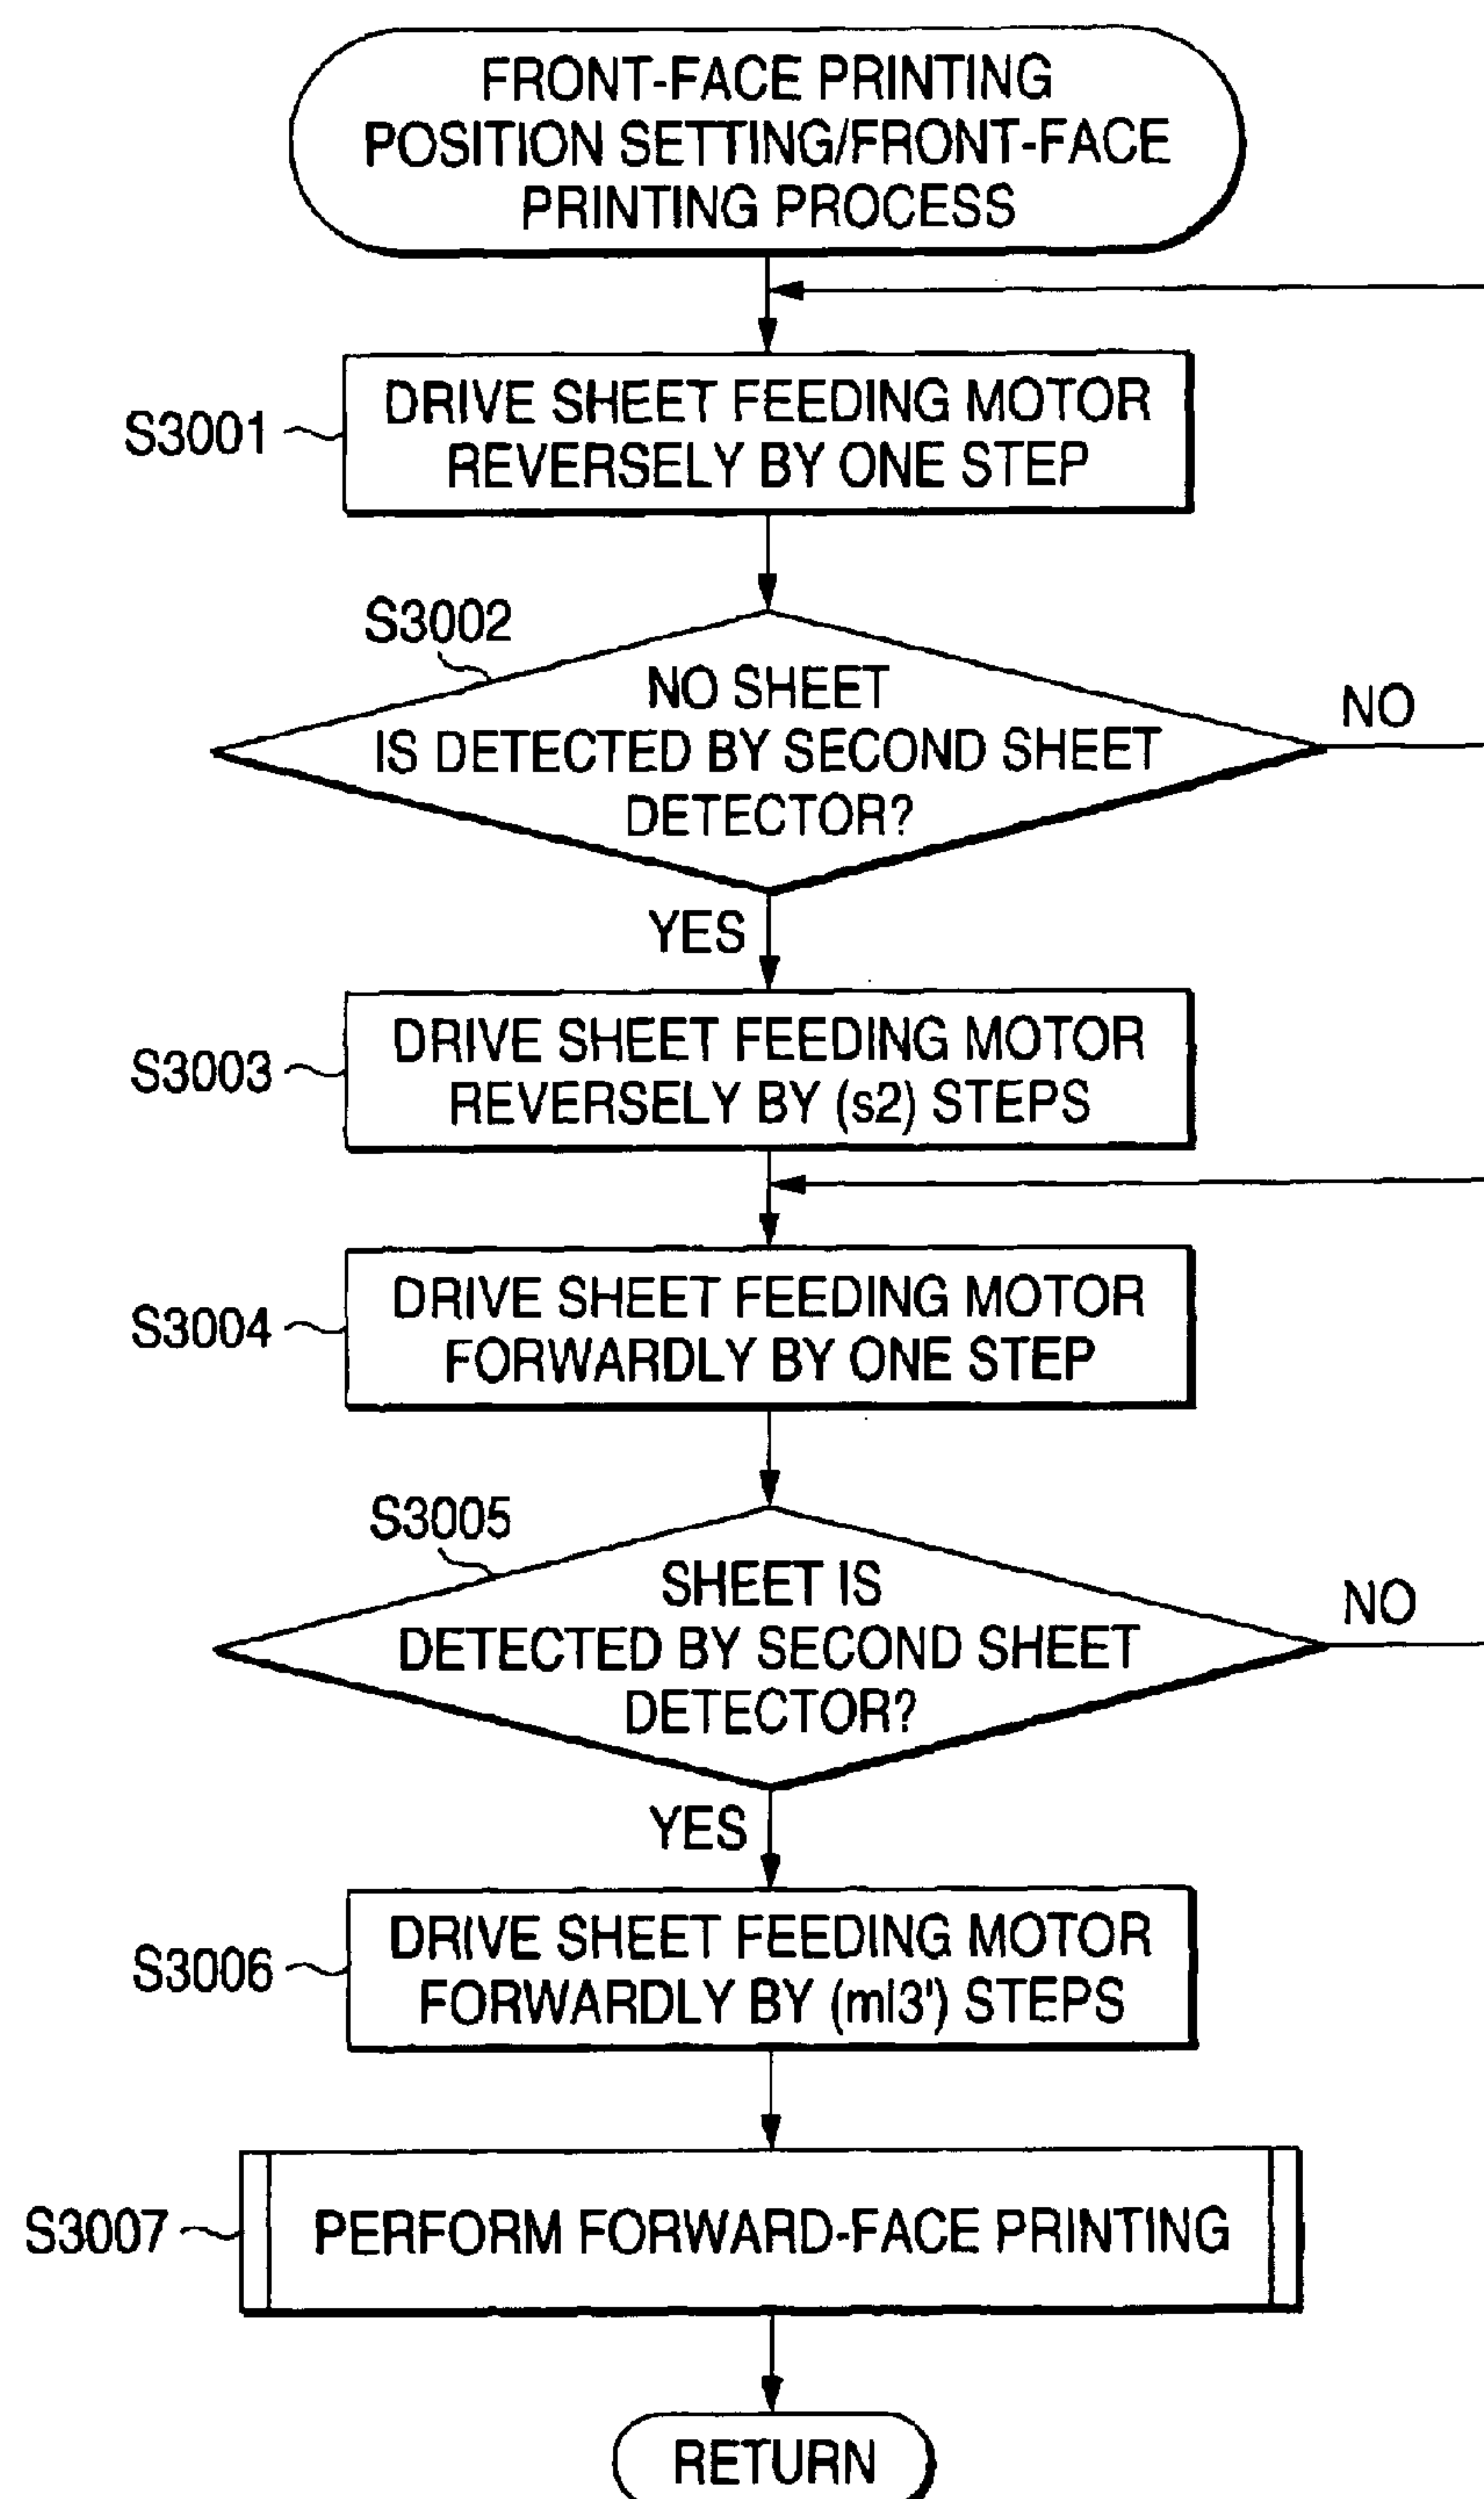 FRONT-FACE PRINTING
POSITION SETTING/FRONT-FACE
PRINTING PROCESS
S3001
DRIVE SHEET FEEDING MOTOR
REVERSELY BY ONE STEP
S3002
NO SHEET
IS DETECTED BY SECOND SHEET
DETECTOR?
NO
YES
S3003
DRIVE SHEET FEEDING MOTOR
REVERSELY BY (s2) STEPS
S3004
DRIVE SHEET FEEDING MOTOR
FORWARDLY BY ONE STEP
S3005
SHEET IS
DETECTED BY SECOND SHEET
DETECTOR?
NO
YES
S3006
DRIVE SHEET FEEDING MOTOR
FORWARDLY BY (ml3') STEPS
S3007
PERFORM FORWARD-FACE PRINTING
RETURN